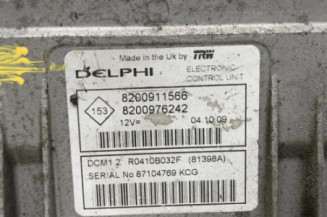 Made in the Uk by TRW
DELPHI ELECTRONIC CONTROL UNIT
153
8200911566
8200976242
12V= 04.10.09
DCM1.2 R0410B032F (81398A)
SERIAL No 87104769 KCG